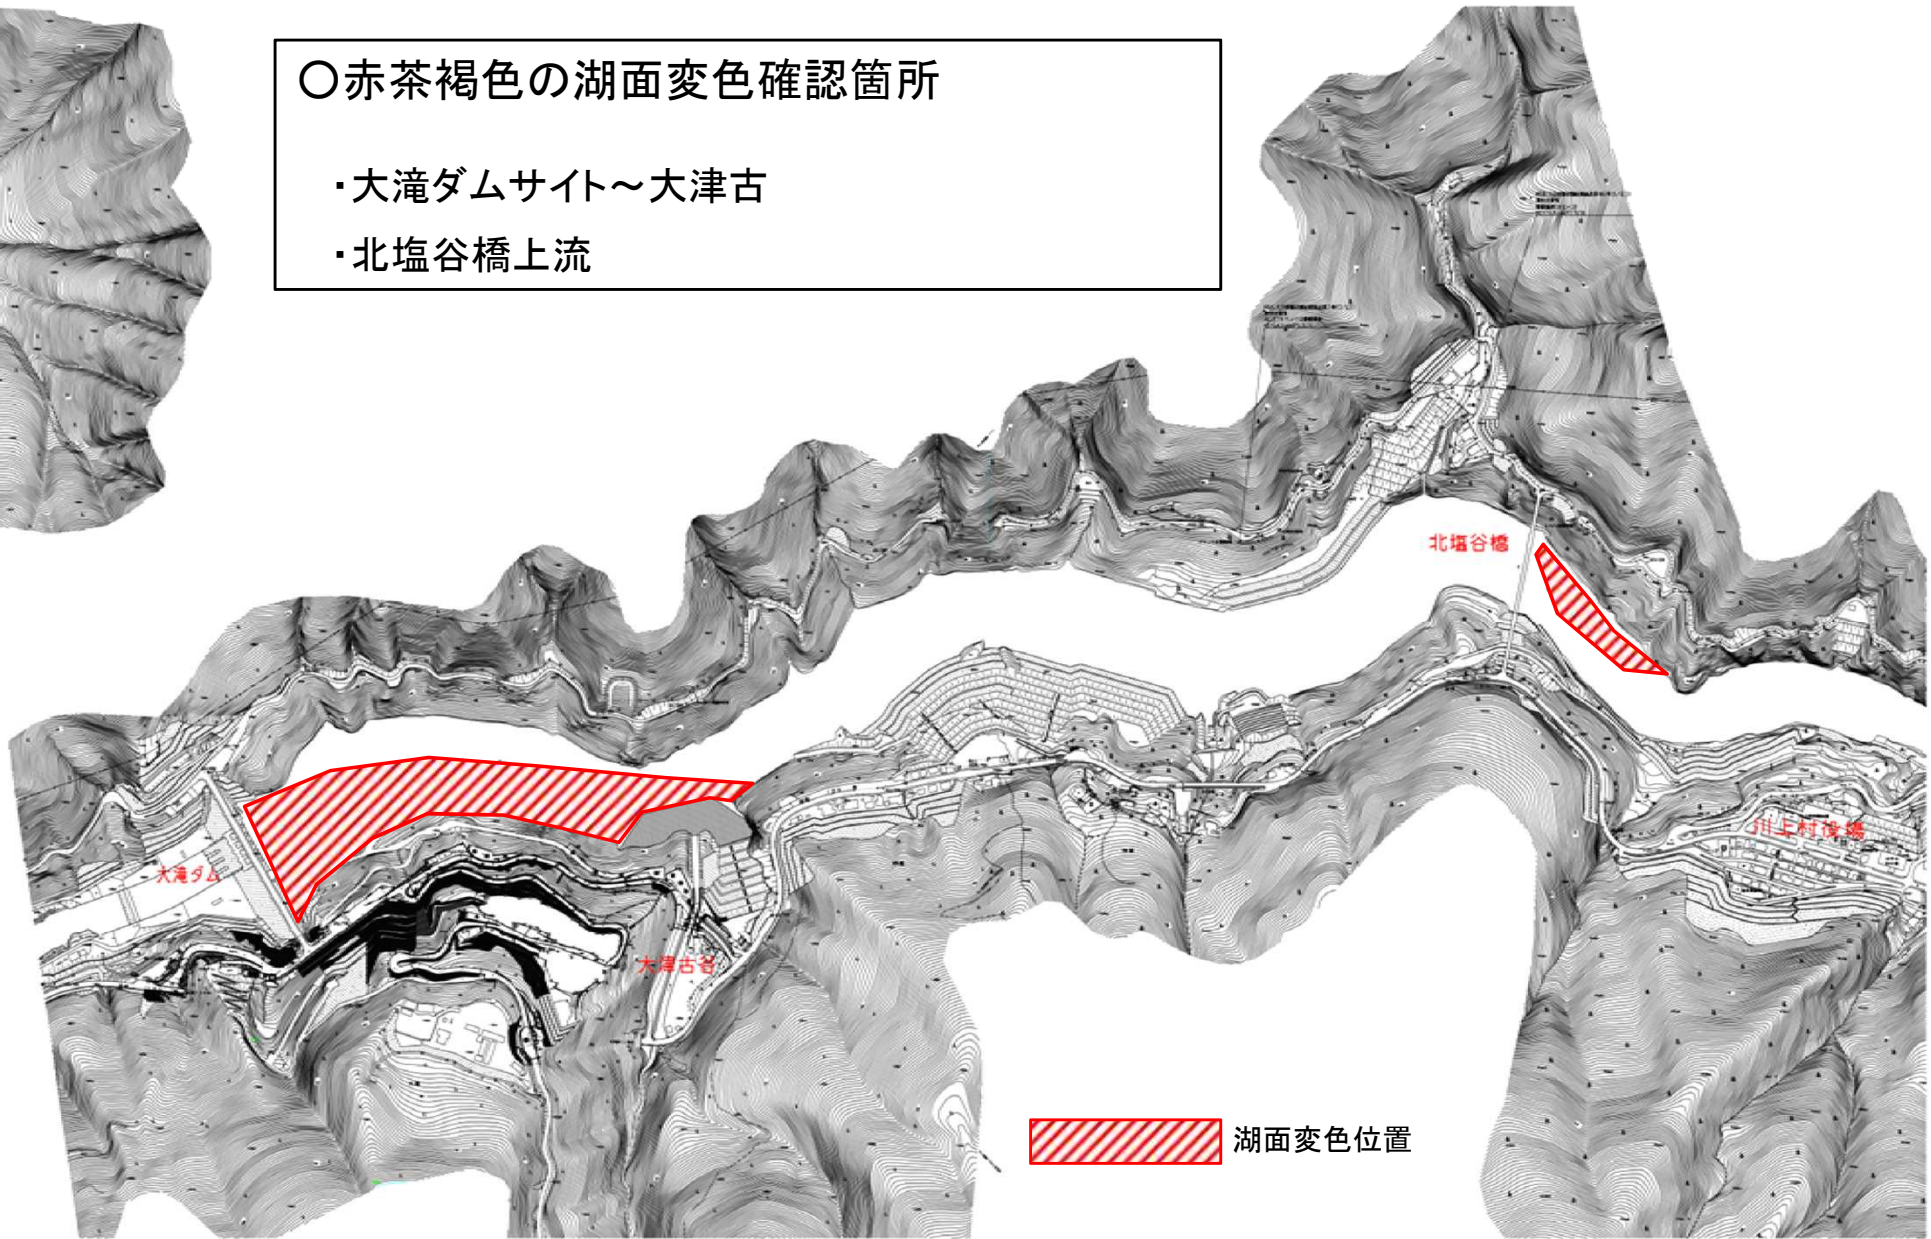 ○赤茶褐色の湖面変色確認箇所
・大滝ダムサイト～大津古
・北塩谷橋上流
北塩谷橋
川上村役場
大滝ダム
大津古谷
湖面変色位置